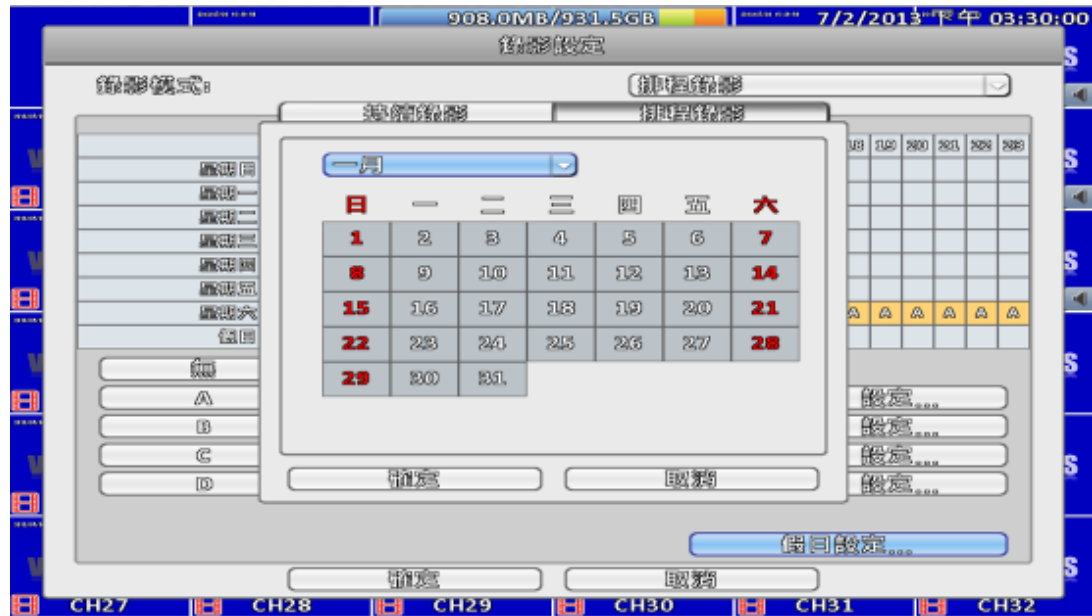 908.0MB/931.5GB 7/2/2013 下午 03:30:00
錄影設定
錄影模式: 排程錄影
持續錄影 排程錄影
18 19 20 21 22 23
星期日
星期一
星期二
星期三
星期四
星期五
星期六 A A A A A A
假日
一月
日 一 二 三 四 五 六
1 2 3 4 5 6 7
8 9 10 11 12 13 14
15 16 17 18 19 20 21
22 23 24 25 26 27 28
29 30 31
無
A 設定...
B 設定...
C 設定...
D 設定...
確定 取消
假日設定...
確定 取消
CH27 CH28 CH29 CH30 CH31 CH32